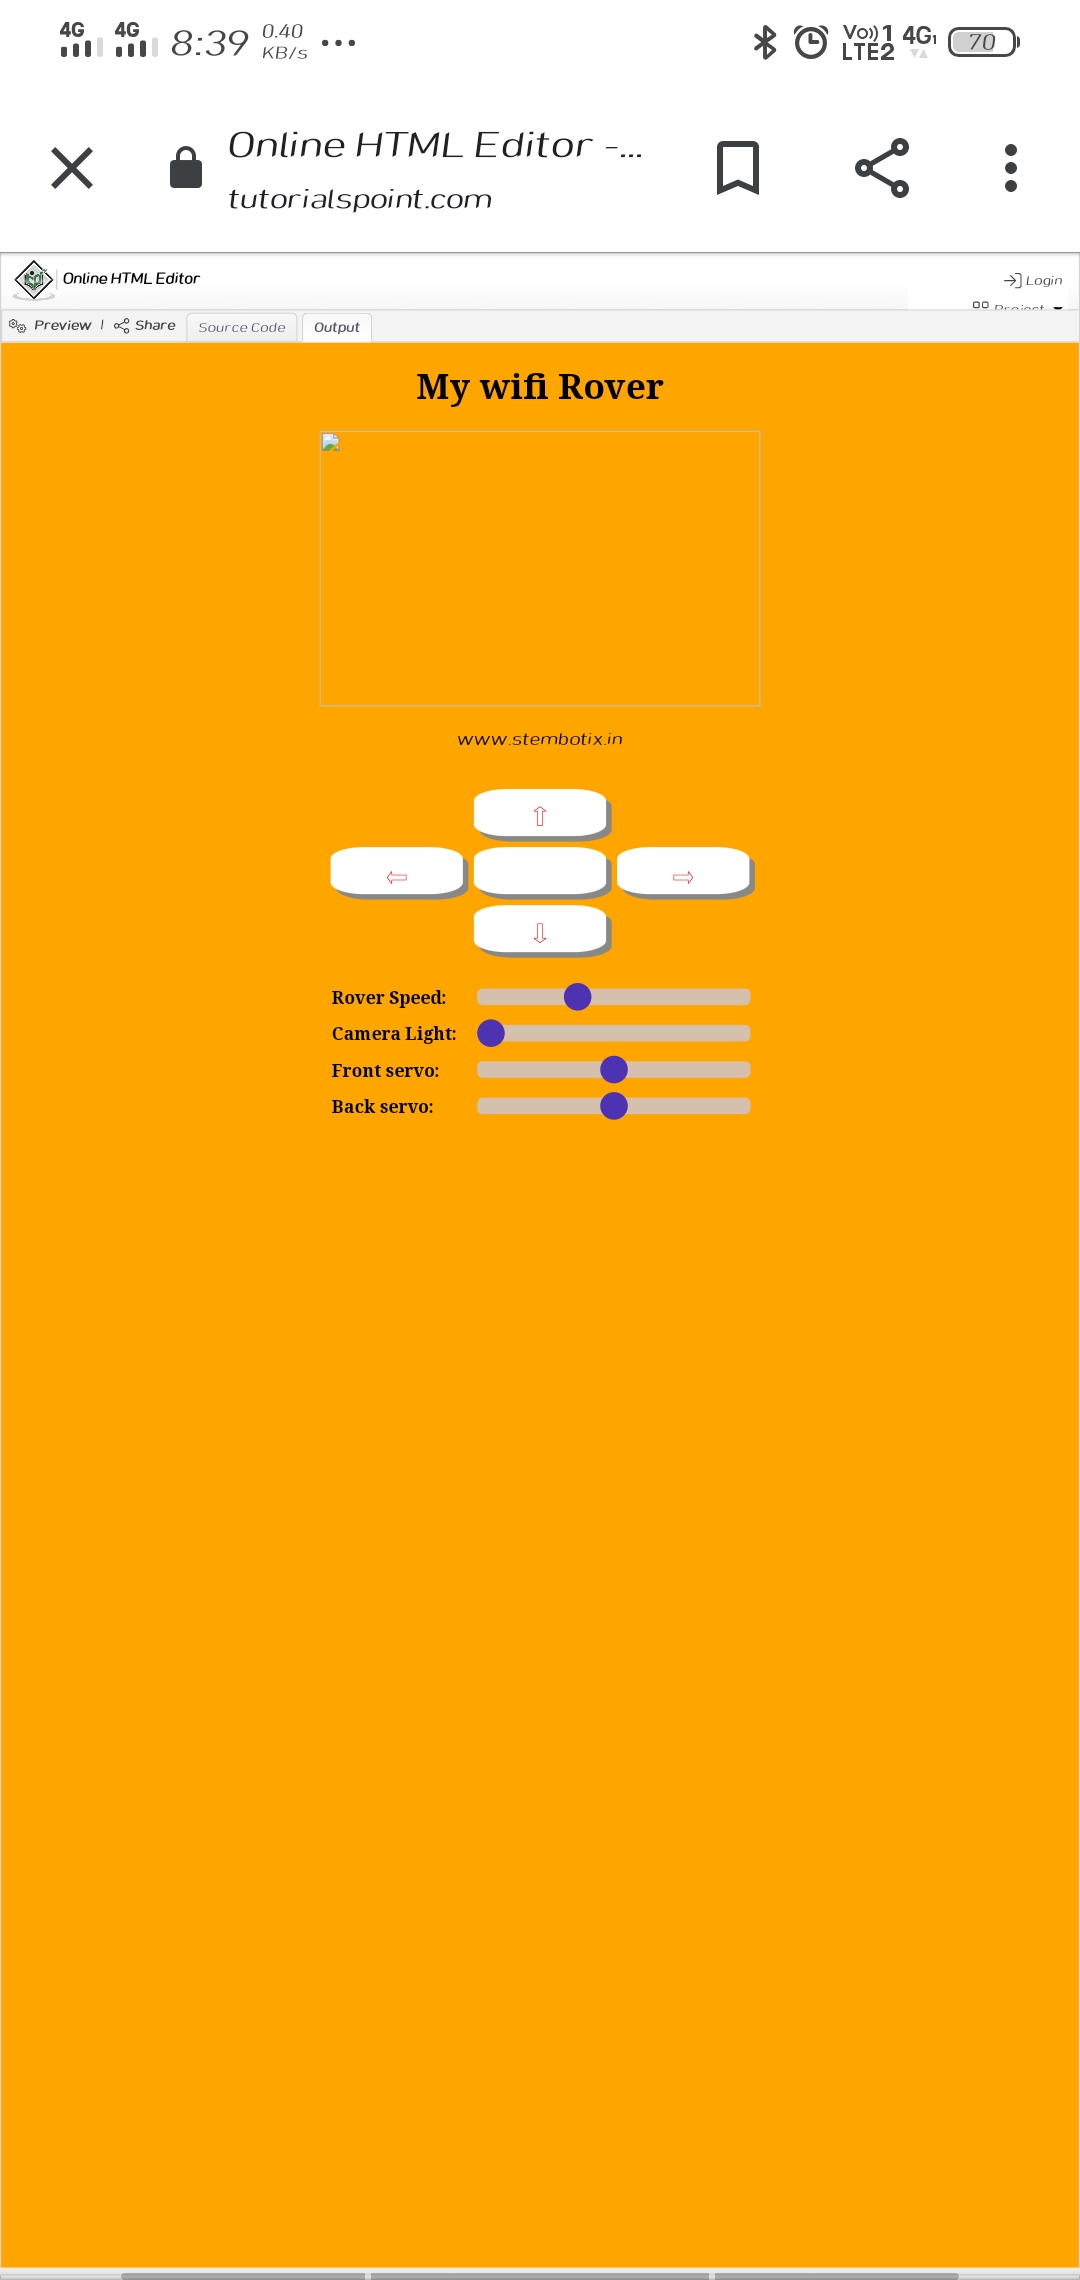 4G 4G 8:39 0.40 KB/s ... Vo)) 1 LTE2 4G1 70
Online HTML Editor -...
tutorialspoint.com
Online HTML Editor
Login
Project
Preview | Share Source Code Output
My wifi Rover
www.stembotix.in
⇧
⇦ ⇨
⇩
Rover Speed:
Camera Light:
Front servo:
Back servo: